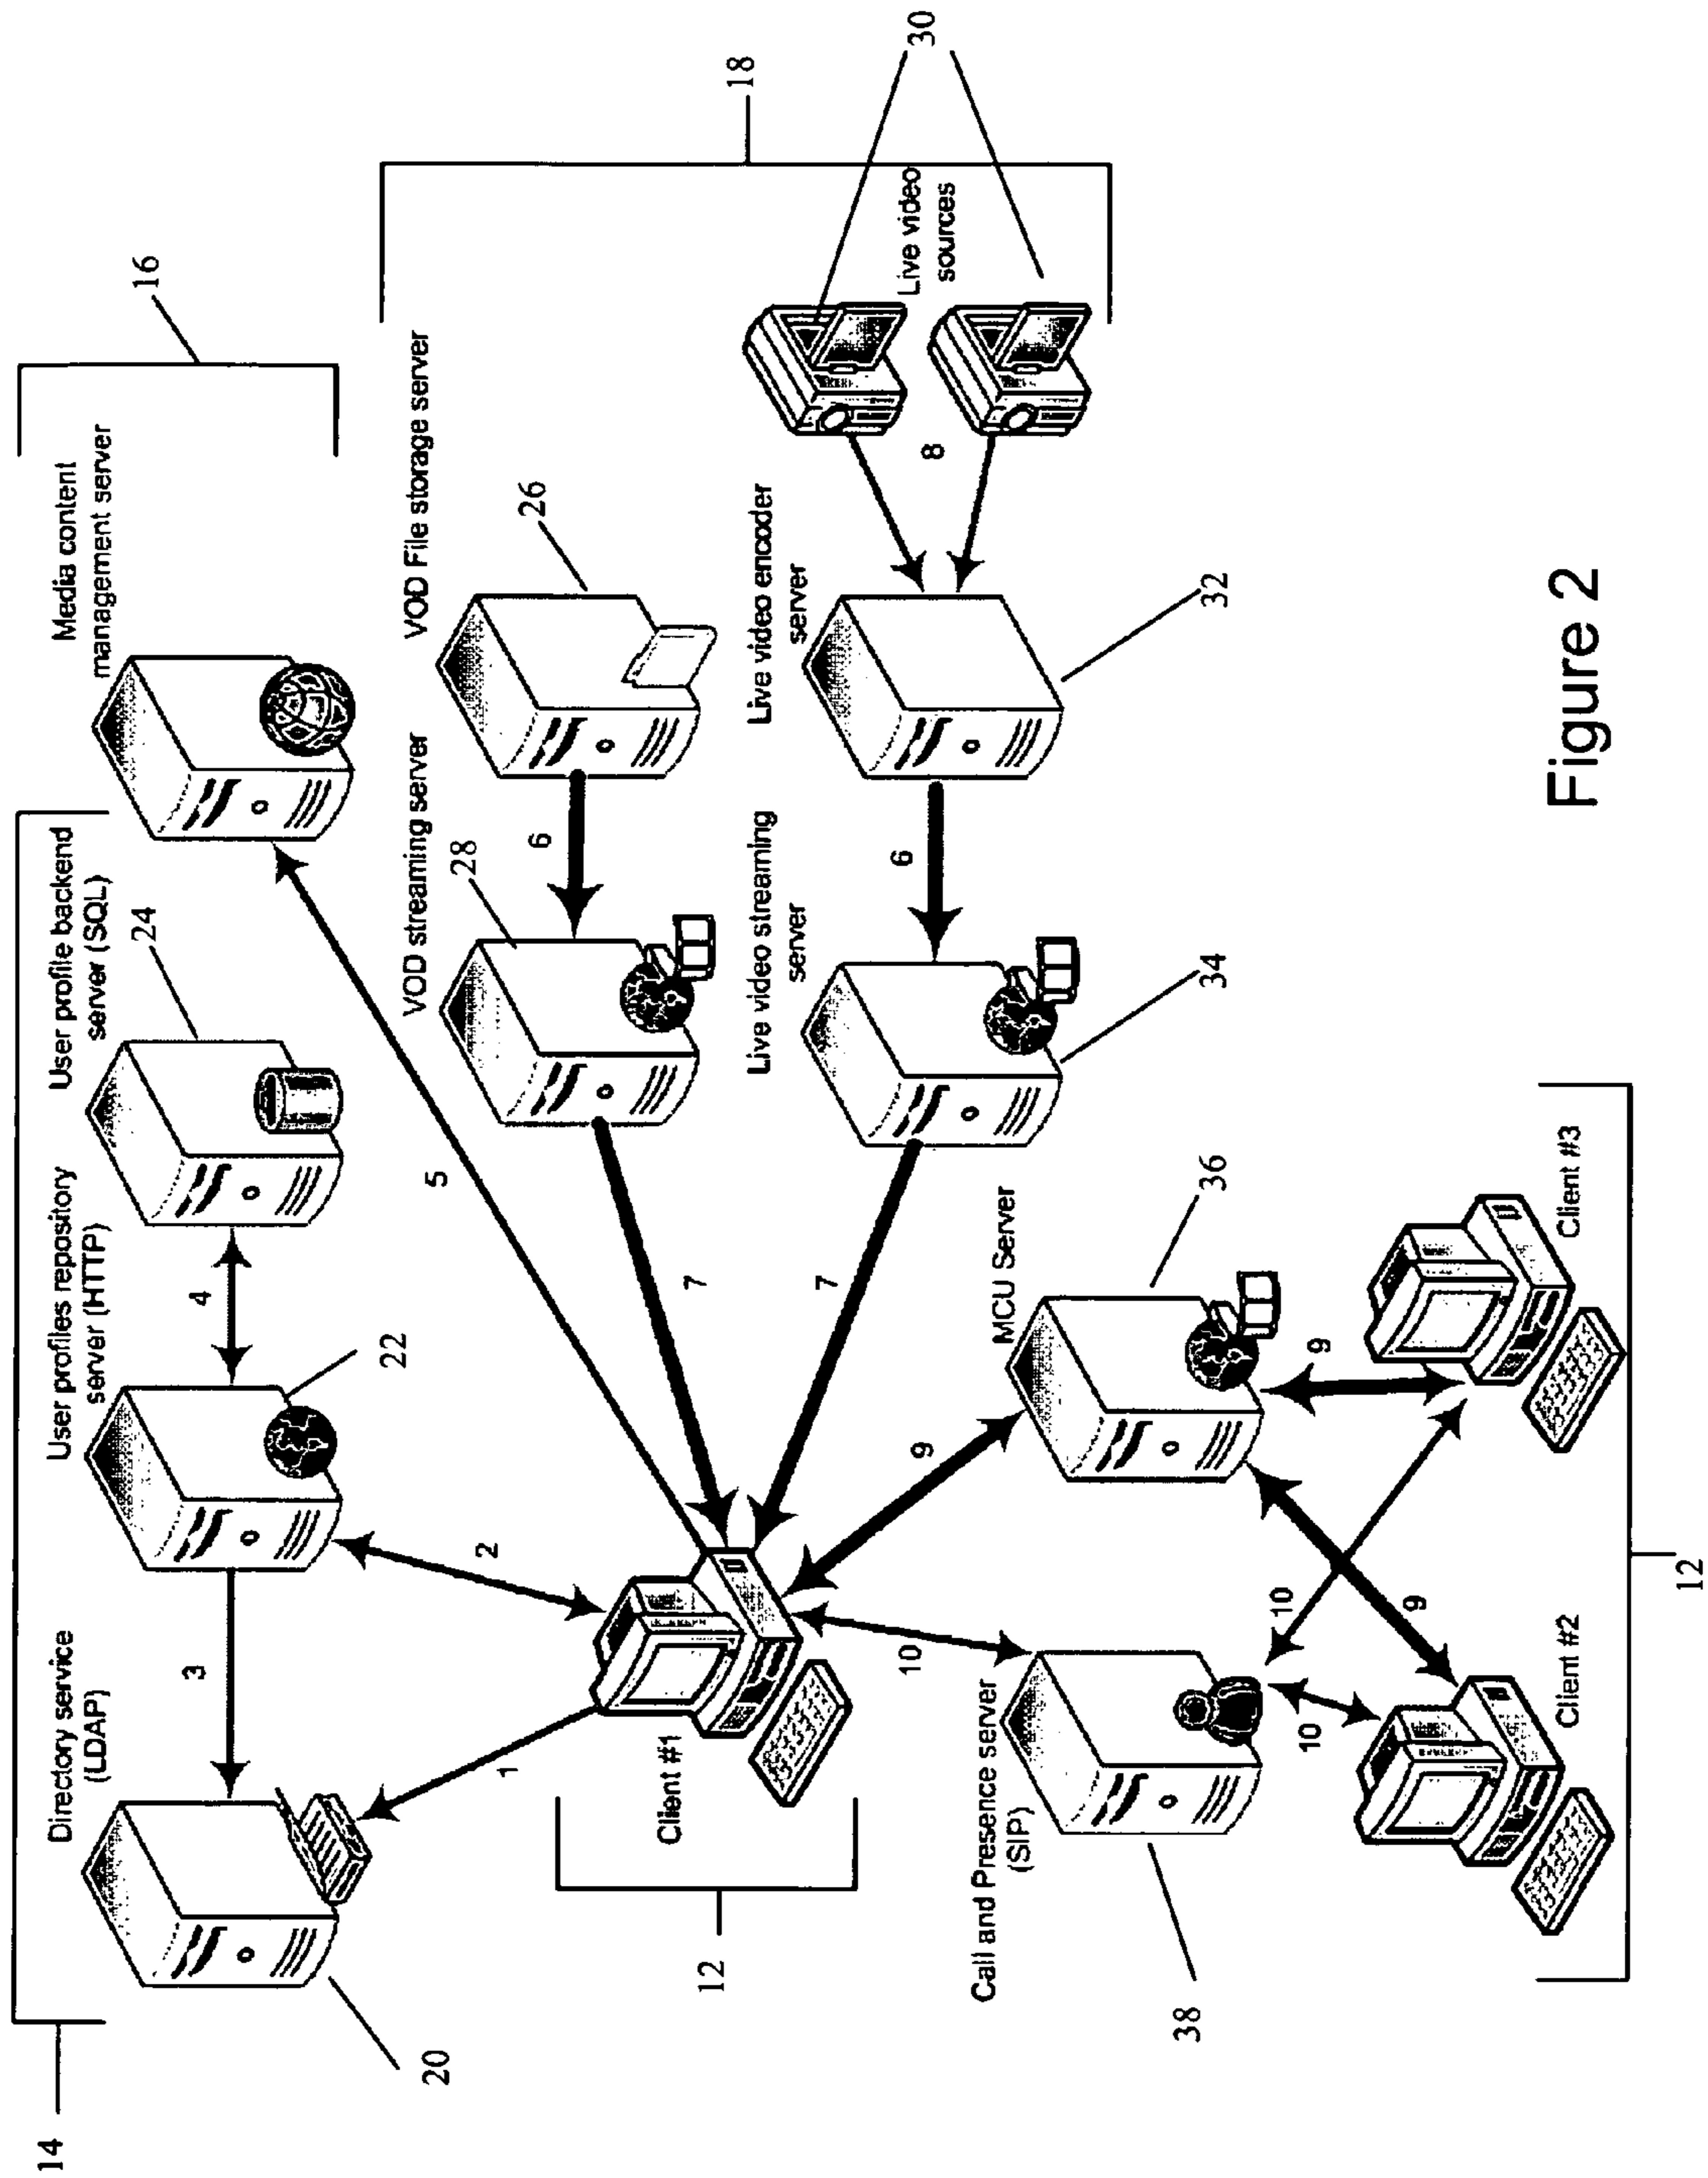 14
16
Directory service
(LDAP)
User profiles repository
server (HTTP)
User profile backend
server (SQL)
Media content
management server
3
4
24
20
22
1
2
5
18
VOD streaming server
VOD File storage server
28
6
26
Client #1
12
7
7
Live video streaming
server
Live video encoder
server
6
8
Live video
sources
30
10
9
34
32
Call and Presence server
(SIP)
MCU Server
38
36
10
10
9
9
Client #2
Client #3
12
Figure 2